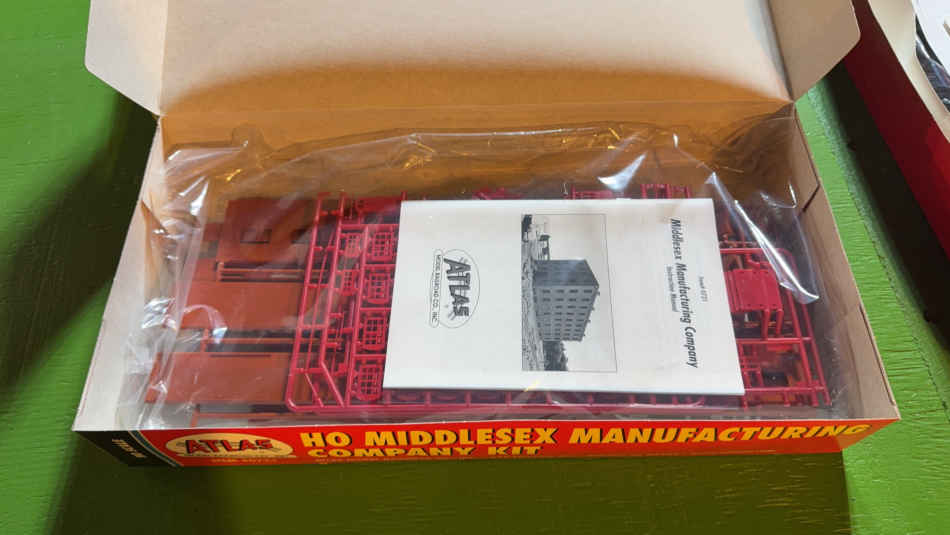 Middlesex Manufacturing Company
Instruction Manual
ATLAS
MODEL RAILROAD CO., INC.
ATLAS
HO MIDDLESEX MANUFACTURING
COMPANY KIT